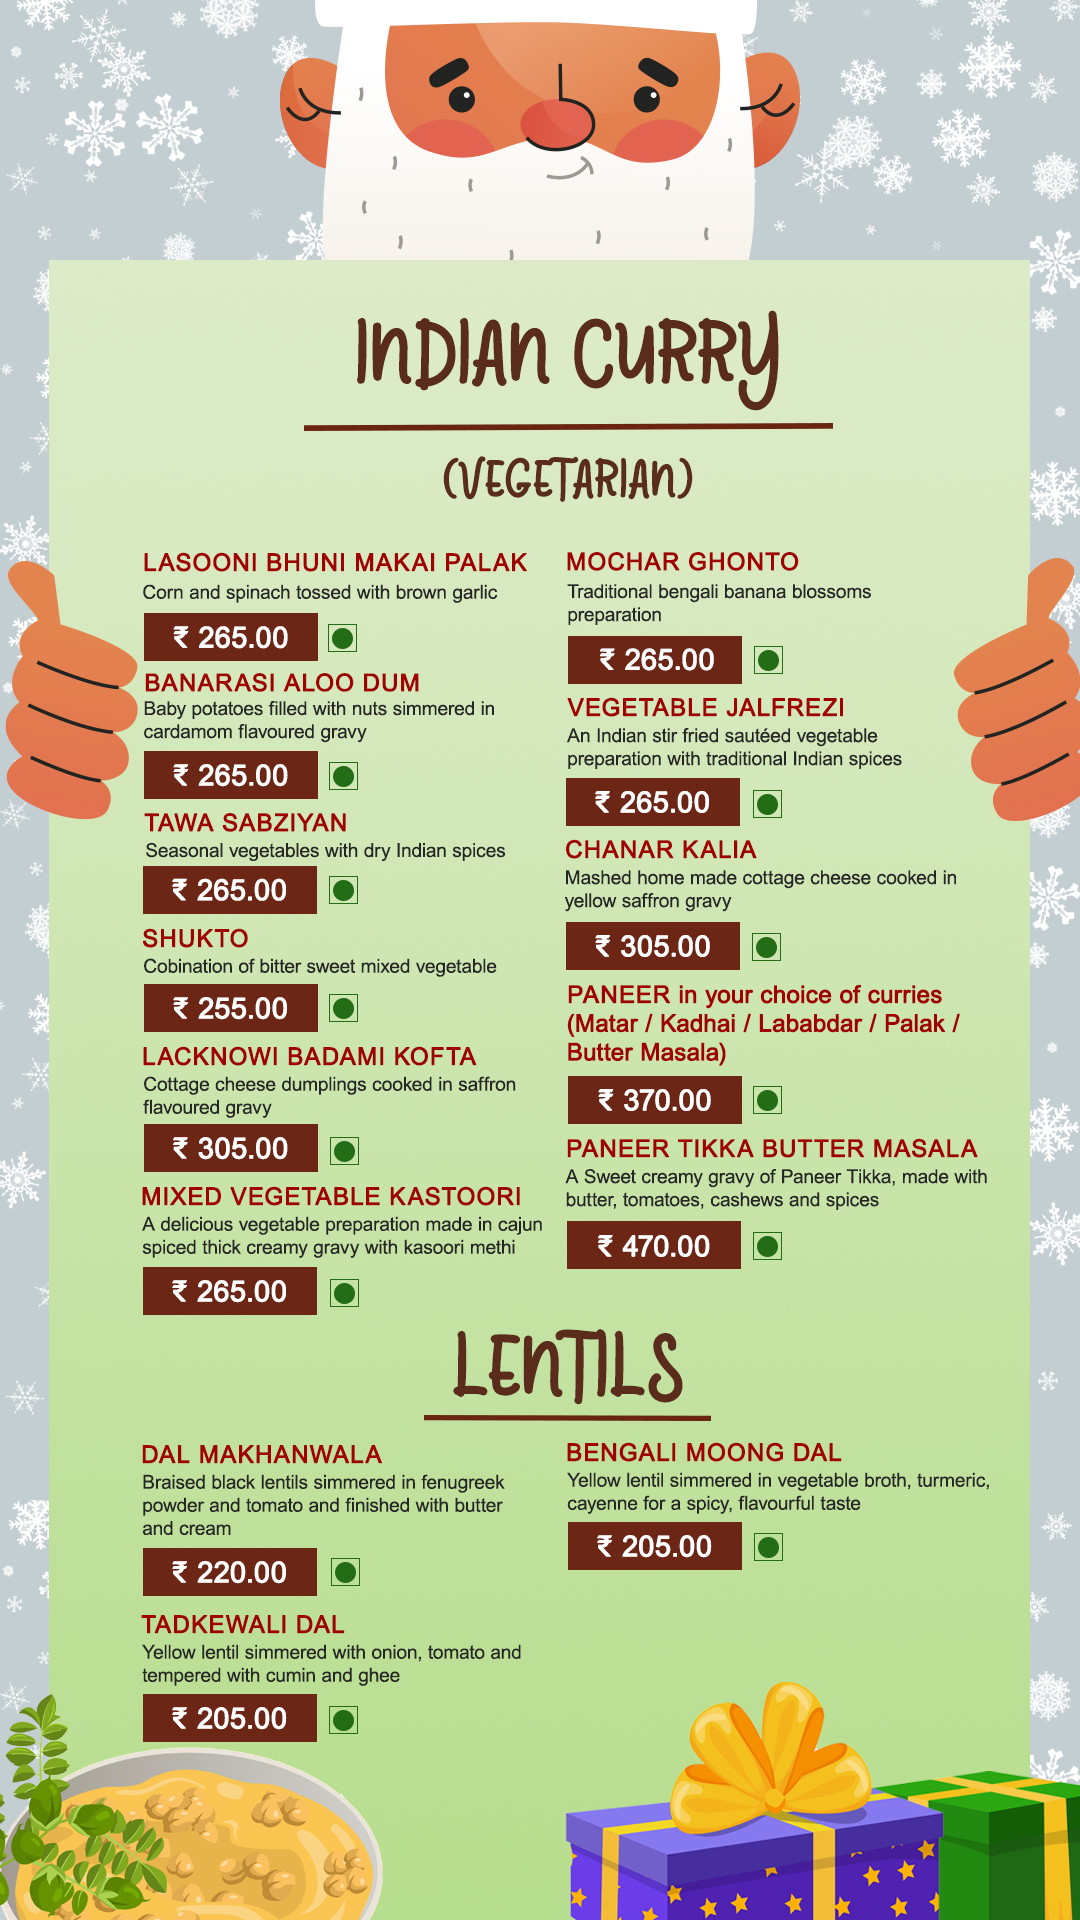 INDIAN CURRY
(VEGETARIAN)
LASOONI BHUNI MAKAI PALAK
Corn and spinach tossed with brown garlic
₹ 265.00
BANARASI ALOO DUM
Baby potatoes filled with nuts simmered in
cardamom flavoured gravy
₹ 265.00
TAWA SABZIYAN
Seasonal vegetables with dry Indian spices
₹ 265.00
SHUKTO
Cobination of bitter sweet mixed vegetable
₹ 255.00
LACKNOWI BADAMI KOFTA
Cottage cheese dumplings cooked in saffron
flavoured gravy
₹ 305.00
MIXED VEGETABLE KASTOORI
A delicious vegetable preparation made in cajun
spiced thick creamy gravy with kasoori methi
₹ 265.00
MOCHAR GHONTO
Traditional bengali banana blossoms
preparation
₹ 265.00
VEGETABLE JALFREZI
An Indian stir fried sautéed vegetable
preparation with traditional Indian spices
₹ 265.00
CHANAR KALIA
Mashed home made cottage cheese cooked in
yellow saffron gravy
₹ 305.00
PANEER in your choice of curries
(Matar / Kadhai / Lababdar / Palak /
Butter Masala)
₹ 370.00
PANEER TIKKA BUTTER MASALA
A Sweet creamy gravy of Paneer Tikka, made with
butter, tomatoes, cashews and spices
₹ 470.00
LENTILS
DAL MAKHANWALA
Braised black lentils simmered in fenugreek
powder and tomato and finished with butter
and cream
₹ 220.00
TADKEWALI DAL
Yellow lentil simmered with onion, tomato and
tempered with cumin and ghee
₹ 205.00
BENGALI MOONG DAL
Yellow lentil simmered in vegetable broth, turmeric,
cayenne for a spicy, flavourful taste
₹ 205.00